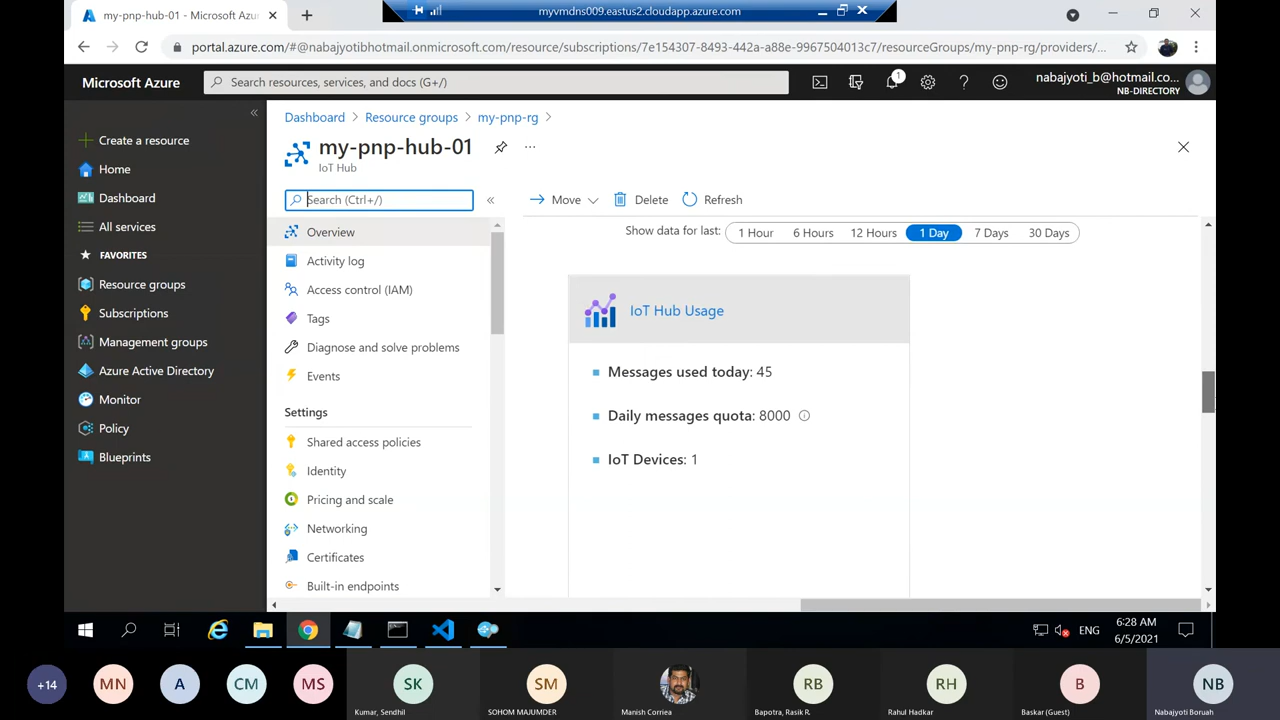 my-pnp-hub-01 - Microsoft Azu
myvmdns009.eastus2.cloudapp.azure.com
portal.azure.com/#@nabajyotibhotmail.onmicrosoft.com/resource/subscriptions/7e154307-8493-442a-a88e-9967504013c7/resourceGroups/my-pnp-rg/providers/...
Microsoft Azure
Search resources, services, and docs (G+/)
1
nabajyoti_b@hotmail.co...
NB-DIRECTORY
Create a resource
Home
Dashboard
All services
FAVORITES
Resource groups
Subscriptions
Management groups
Azure Active Directory
Monitor
Policy
Blueprints
Dashboard > Resource groups > my-pnp-rg >
my-pnp-hub-01
IoT Hub
Search (Ctrl+/)
Overview
Activity log
Access control (IAM)
Tags
Diagnose and solve problems
Events
Settings
Shared access policies
Identity
Pricing and scale
Networking
Certificates
Built-in endpoints
Move
Delete
Refresh
Show data for last:
1 Hour
6 Hours
12 Hours
1 Day
7 Days
30 Days
IoT Hub Usage
Messages used today: 45
Daily messages quota: 8000
IoT Devices: 1
ENG
6:28 AM
6/5/2021
+14
MN
A
CM
MS
SK
Kumar, Sendhil
SM
SOHOM MAJUMDER
Manish Corriea
RB
Bapotra, Rasik R.
RH
Rahul Hadkar
B
Baskar (Guest)
NB
Nabajyoti Boruah